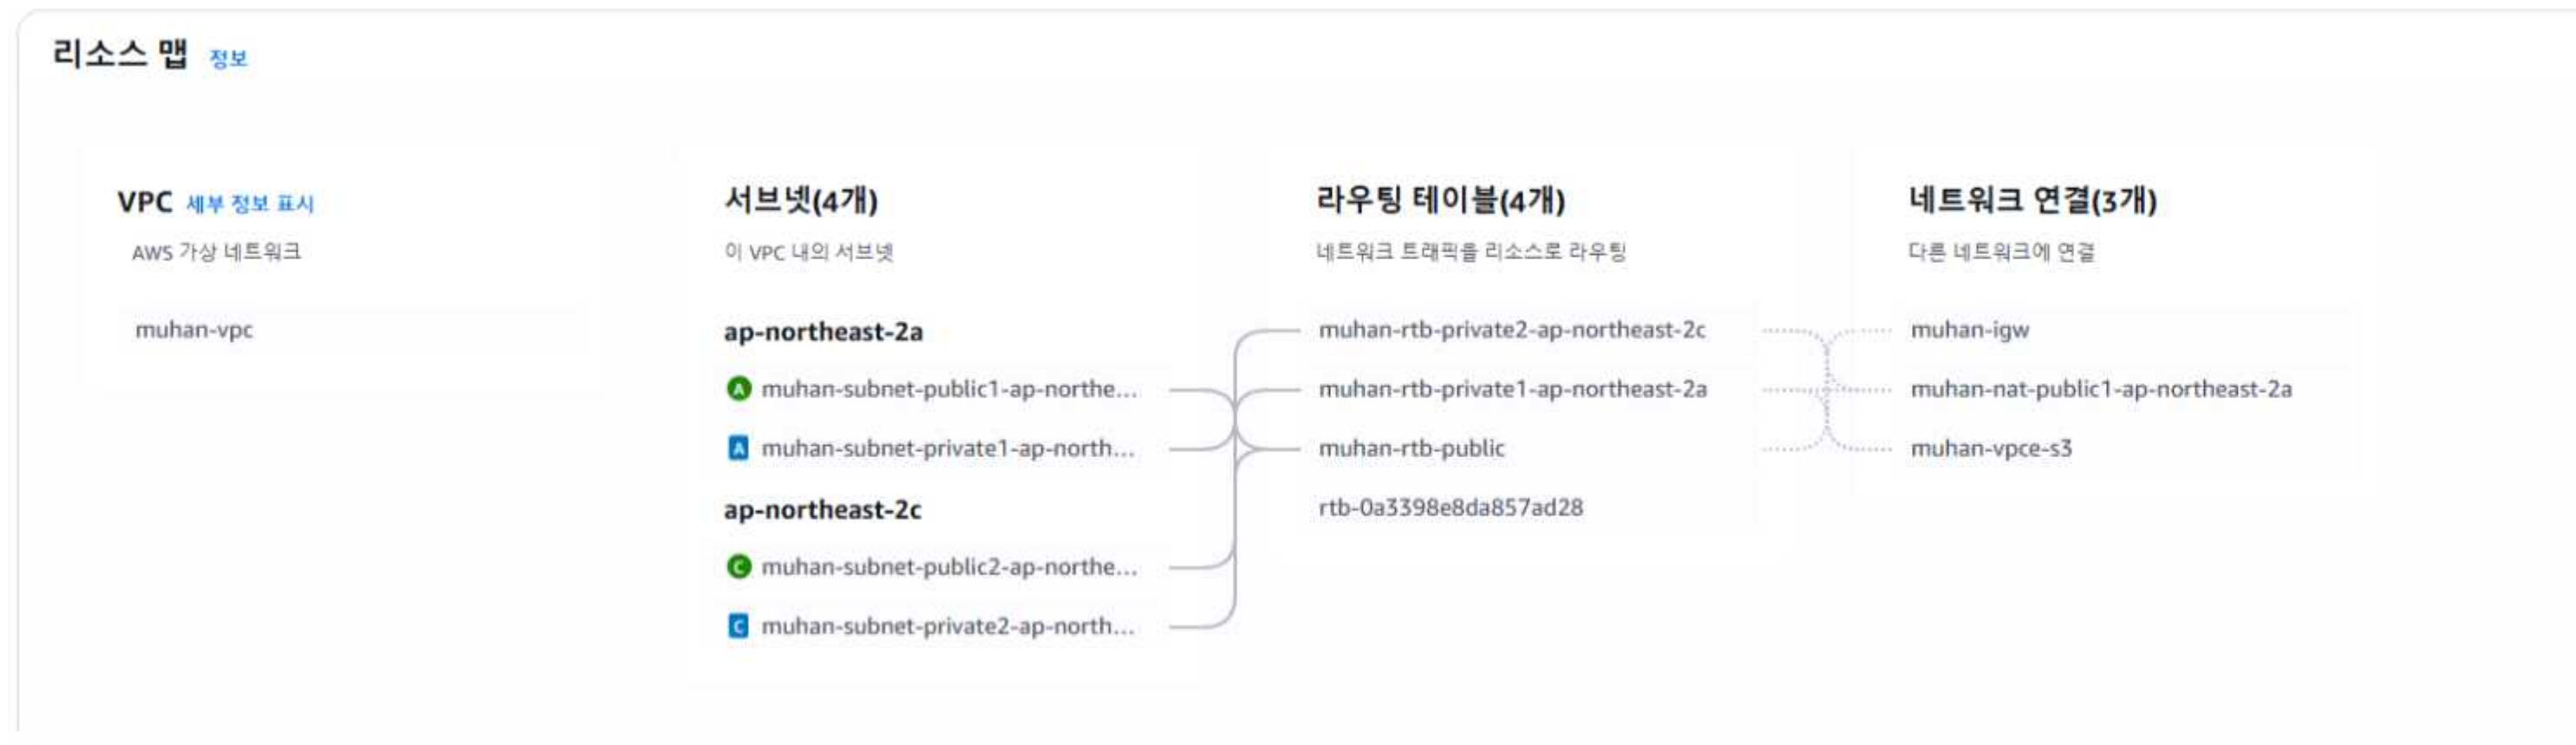 리소스 맵 정보
VPC 세부 정보 표시
AWS 가상 네트워크
muhan-vpc
서브넷(4개)
이 VPC 내의 서브넷
ap-northeast-2a
A muhan-subnet-public1-ap-northe...
A muhan-subnet-private1-ap-north...
ap-northeast-2c
C muhan-subnet-public2-ap-northe...
C muhan-subnet-private2-ap-north...
라우팅 테이블(4개)
네트워크 트래픽을 리소스로 라우팅
muhan-rtb-private2-ap-northeast-2c
muhan-rtb-private1-ap-northeast-2a
muhan-rtb-public
rtb-0a3398e8da857ad28
네트워크 연결(3개)
다른 네트워크에 연결
muhan-igw
muhan-nat-public1-ap-northeast-2a
muhan-vpce-s3